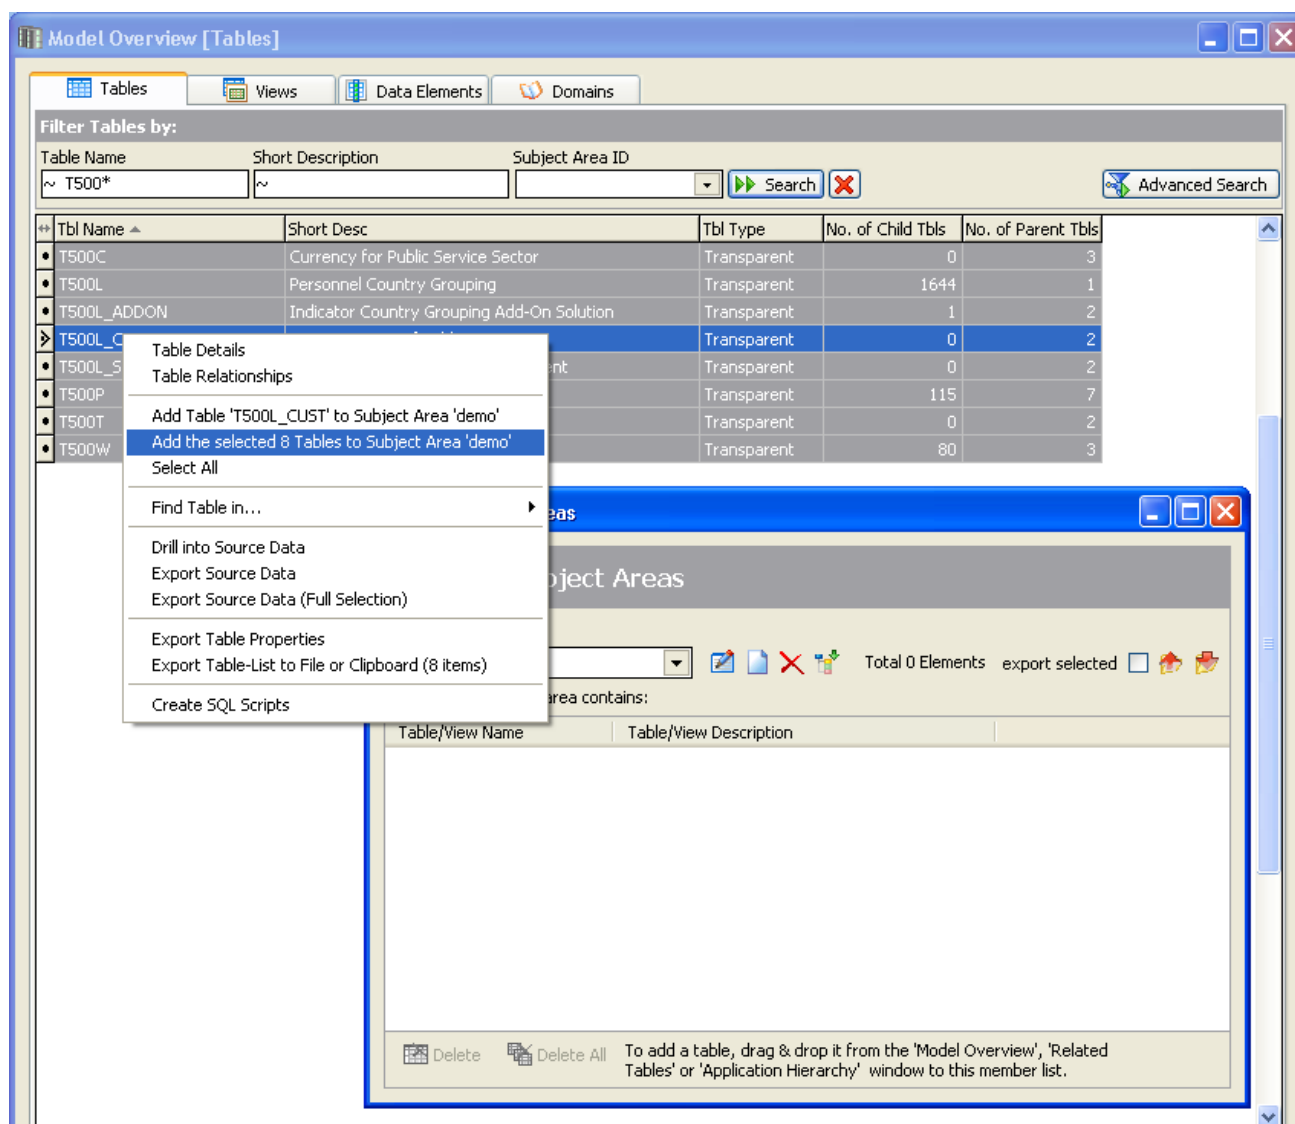 Model Overview [Tables]
Tables Views Data Elements Domains
Filter Tables by:
Table Name Short Description Subject Area ID
~ T500* ~ Search Advanced Search
Tbl Name Short Desc Tbl Type No. of Child Tbls No. of Parent Tbls
T500C Currency for Public Service Sector Transparent 0 3
T500L Personnel Country Grouping Transparent 1644 1
T500L_ADDON Indicator Country Grouping Add-On Solution Transparent 1 2
T500L_C Transparent 0 2
T500L_S ent Transparent 0 2
T500P Transparent 115 7
T500T Transparent 0 2
T500W Transparent 80 3
Table Details
Table Relationships
Add Table 'T500L_CUST' to Subject Area 'demo'
Add the selected 8 Tables to Subject Area 'demo'
Select All
Find Table in...
Drill into Source Data
Export Source Data
Export Source Data (Full Selection)
Export Table Properties
Export Table-List to File or Clipboard (8 items)
Create SQL Scripts
eas
ject Areas
Total 0 Elements export selected
area contains:
Table/View Name Table/View Description
Delete Delete All To add a table, drag & drop it from the 'Model Overview', 'Related
Tables' or 'Application Hierarchy' window to this member list.